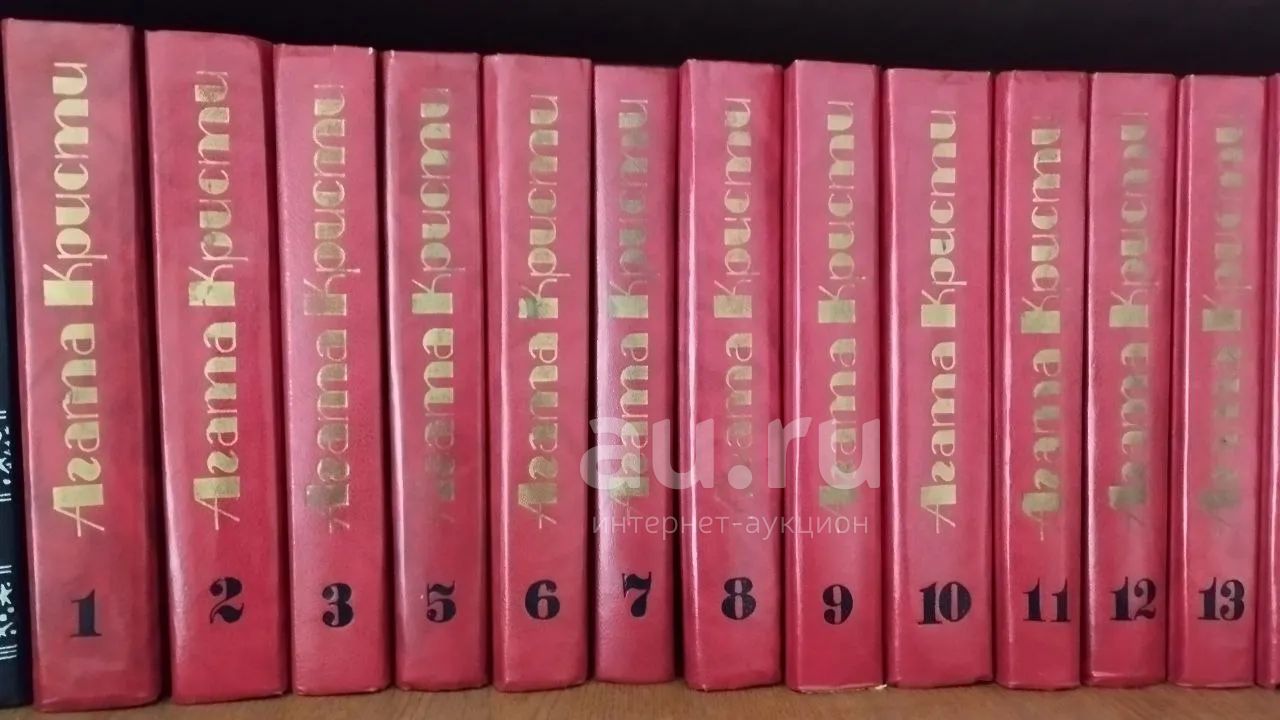 Агата Кристи
1
Агата Кристи
2
Агата Кристи
3
Агата Кристи
5
Агата Кристи
6
Агата Кристи
7
Агата Кристи
8
Агата Кристи
9
Агата Кристи
10
Агата Кристи
11
Агата Кристи
12
Агата Кристи
13
au.ru
интернет-аукцион